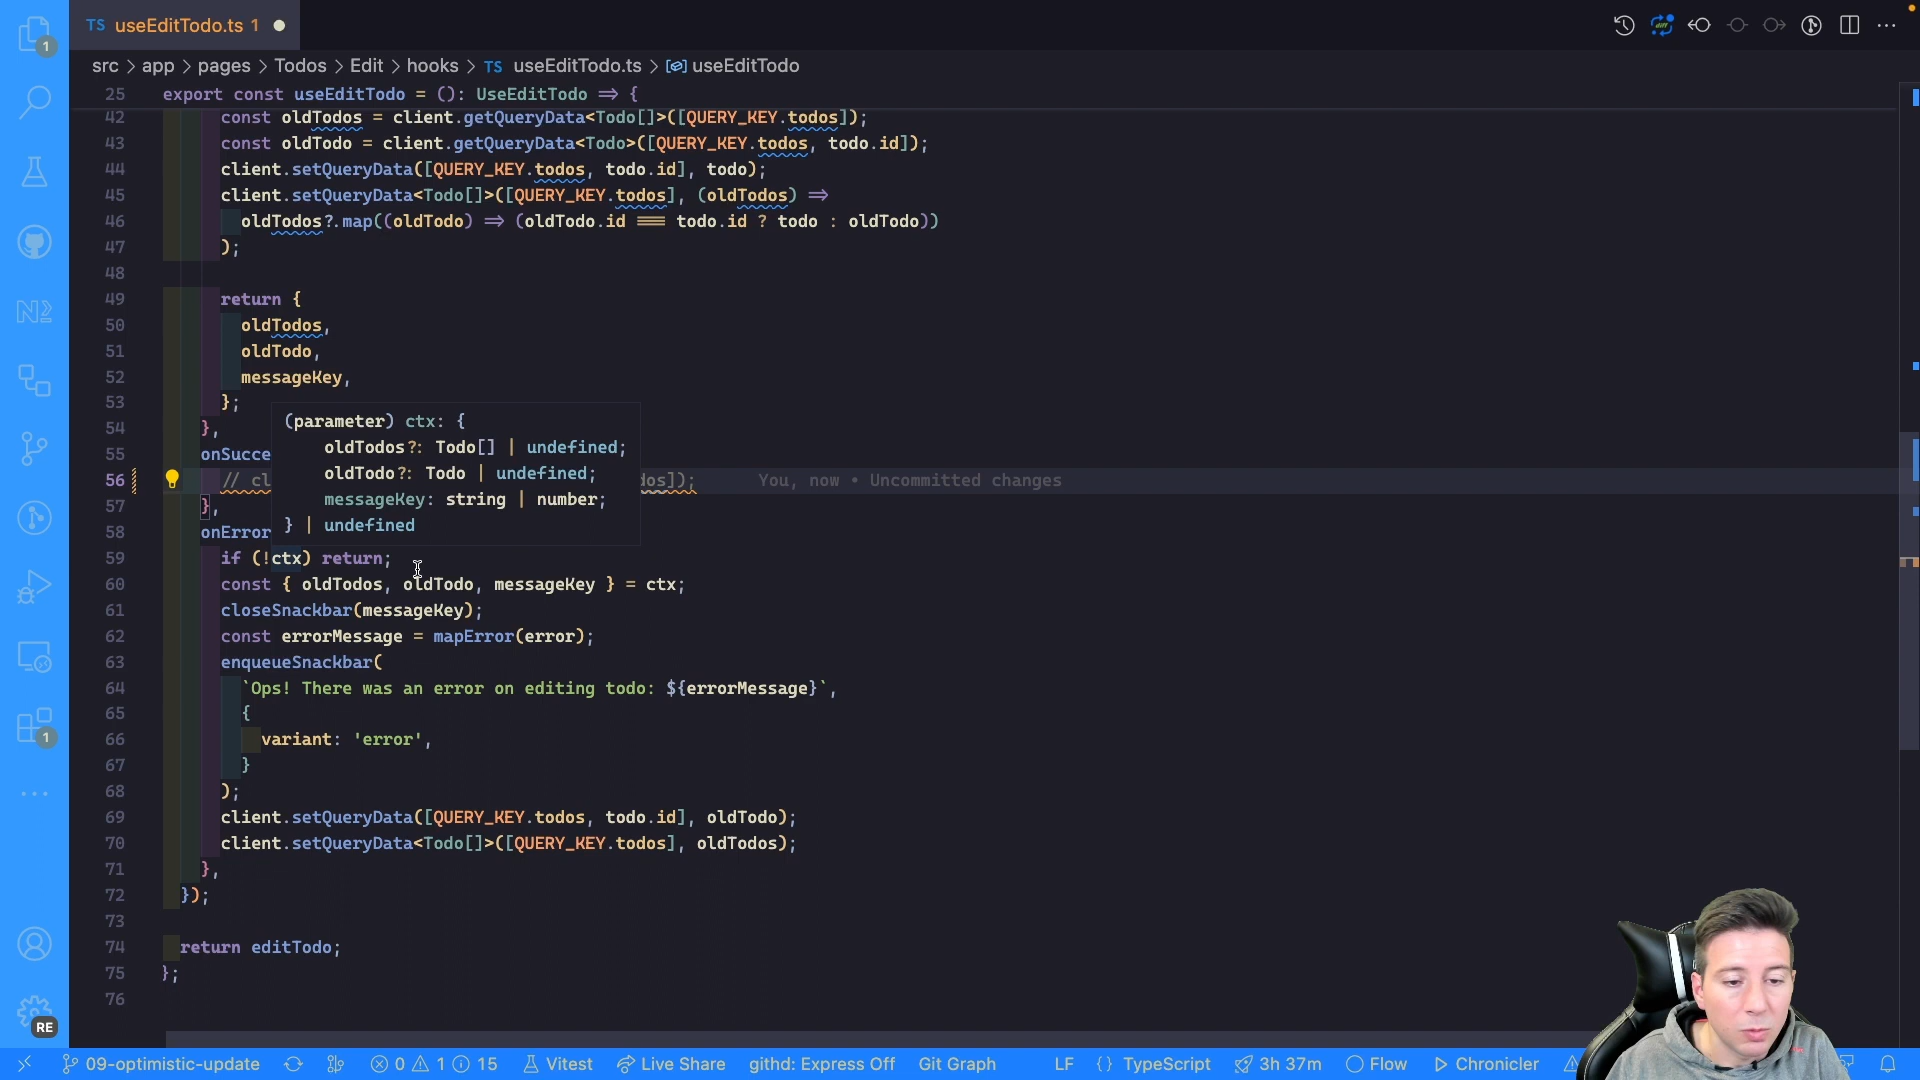 TS useEditTodo.ts 1
src > app > pages > Todos > Edit > hooks > TS useEditTodo.ts > useEditTodo
25 export const useEditTodo = (): UseEditTodo => {
42 const oldTodos = client.getQueryData<Todo[]>([QUERY_KEY.todos]);
43 const oldTodo = client.getQueryData<Todo>([QUERY_KEY.todos, todo.id]);
44 client.setQueryData([QUERY_KEY.todos, todo.id], todo);
45 client.setQueryData<Todo[]>([QUERY_KEY.todos], (oldTodos) =>
46 oldTodos?.map((oldTodo) => (oldTodo.id === todo.id ? todo : oldTodo))
47 );
48
49 return {
50 oldTodos,
51 oldTodo,
52 messageKey,
53 };
(parameter) ctx: {
54 },
oldTodos?: Todo[] | undefined;
55 onSucce
oldTodo?: Todo | undefined;
56 // cl dos]); You, now • Uncommitted changes
messageKey: string | number;
57 },
} | undefined
58 onError
59 if (!ctx) return;
60 const { oldTodos, oldTodo, messageKey } = ctx;
61 closeSnackbar(messageKey);
62 const errorMessage = mapError(error);
63 enqueueSnackbar(
64 `Ops! There was an error on editing todo: ${errorMessage}`,
65 {
66 variant: 'error',
67 }
68 );
69 client.setQueryData([QUERY_KEY.todos, todo.id], oldTodo);
70 client.setQueryData<Todo[]>([QUERY_KEY.todos], oldTodos);
71 },
72 });
73
74 return editTodo;
75 };
76
1
1
RE
09-optimistic-update 0 1 15 Vitest Live Share githd: Express Off Git Graph LF {} TypeScript 3h 37m Flow Chronicler